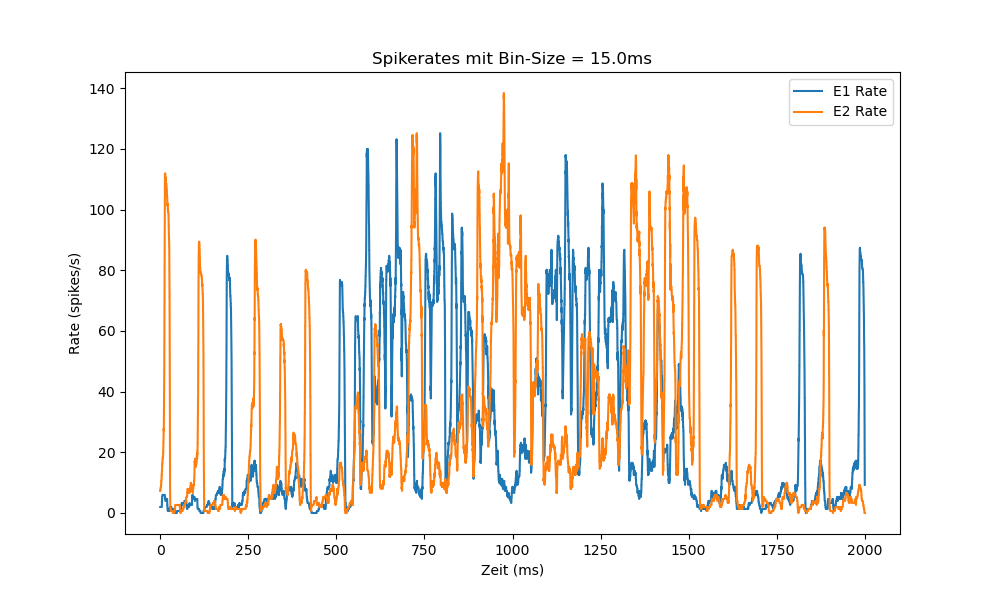 Spikerates mit Bin-Size = 15.0ms
E1 Rate
E2 Rate
140
120
100
80
60
40
20
0
Rate (spikes/s)
0 250 500 750 1000 1250 1500 1750 2000
Zeit (ms)